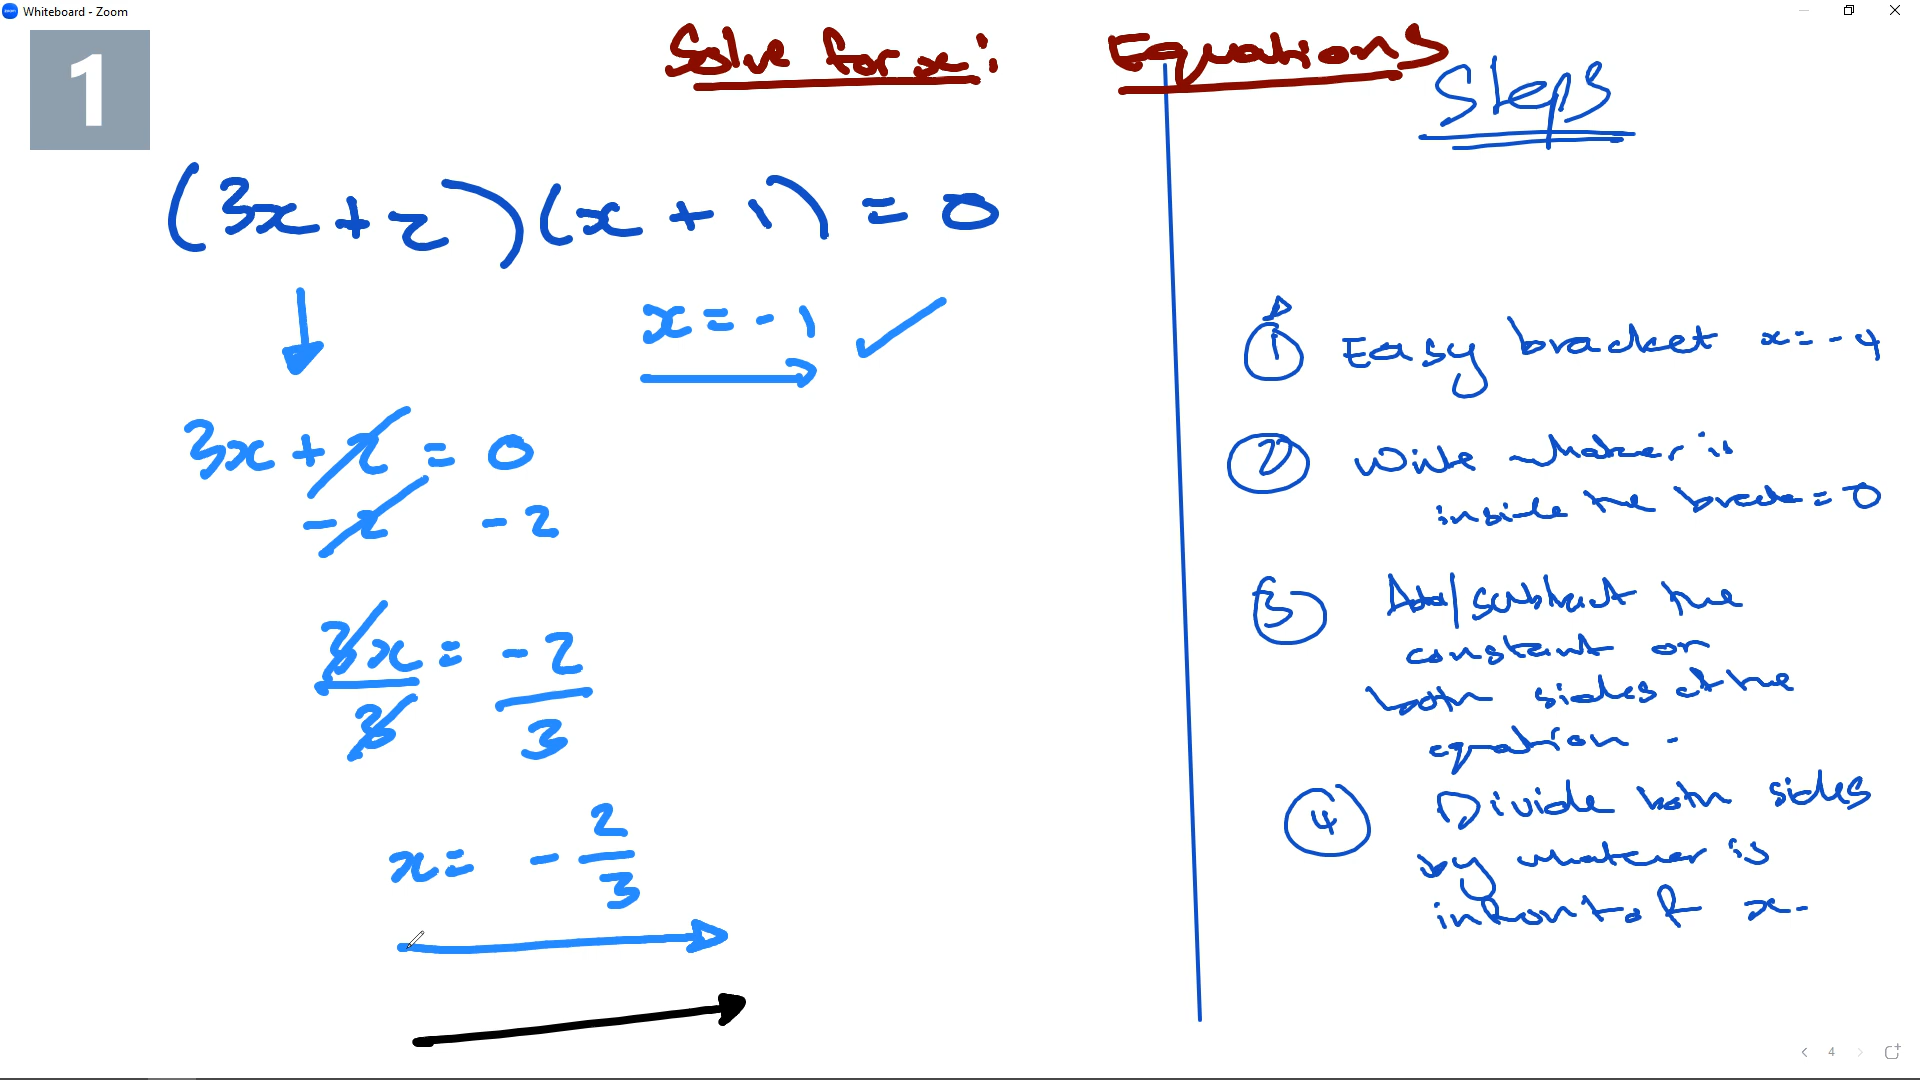 Whiteboard - Zoom
1
Solve for x: Equations
Steps
(3x+2)(x+1)=0
x=-1
3x+2=0
-2 -2
3x = -2
3 3
x= - 2
3
1 Easy bracket x=-4
2 Write whatever is
inside the bracket=0
3 Add/subtract the
constant on
both sides of the
equation.
4 Divide both sides
by whatever is
in front of x.
4